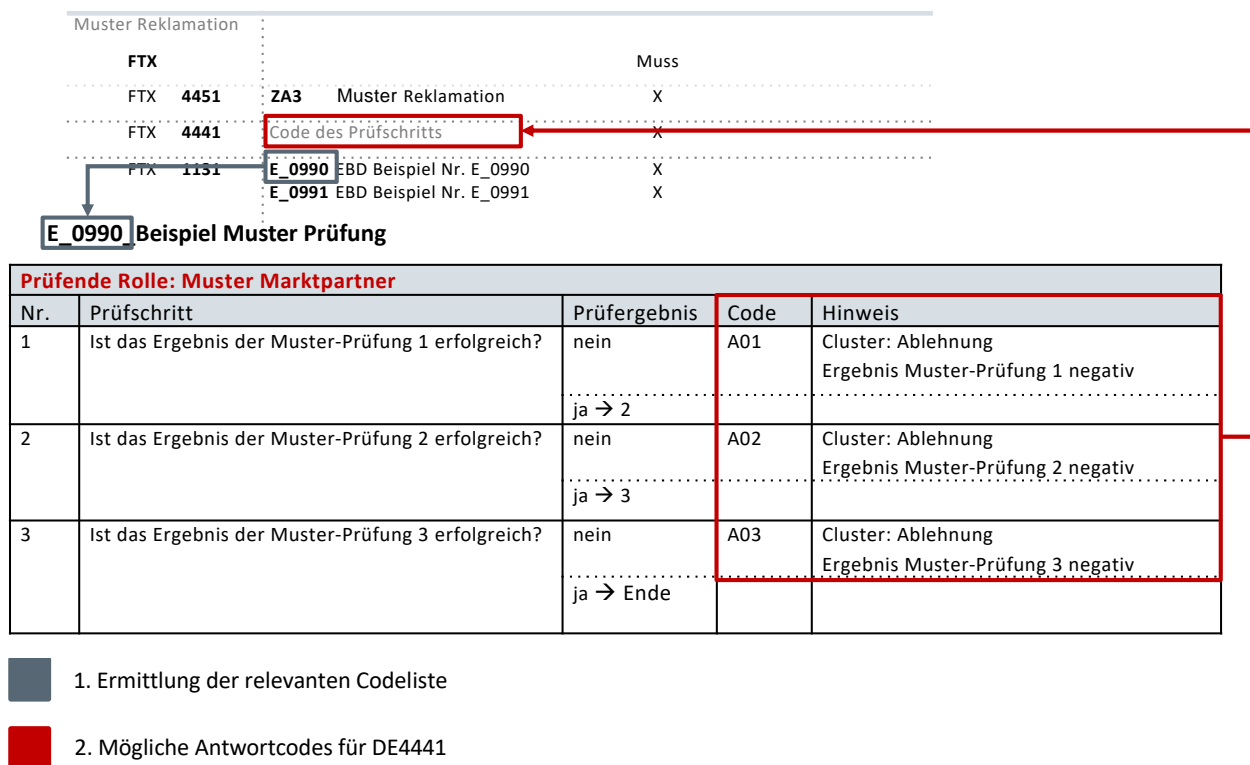 Muster Reklamation
FTX Muss
FTX 4451 ZA3 Muster Reklamation X
FTX 4441 Code des Prüfschritts X
FTX 1131 E_0990 EBD Beispiel Nr. E_0990 X
E_0991 EBD Beispiel Nr. E_0991 X
E_0990_Beispiel Muster Prüfung
Prüfende Rolle: Muster Marktpartner
Nr. Prüfschritt Prüfergebnis Code Hinweis
1 Ist das Ergebnis der Muster-Prüfung 1 erfolgreich? nein A01 Cluster: Ablehnung
Ergebnis Muster-Prüfung 1 negativ
ja → 2
2 Ist das Ergebnis der Muster-Prüfung 2 erfolgreich? nein A02 Cluster: Ablehnung
Ergebnis Muster-Prüfung 2 negativ
ja → 3
3 Ist das Ergebnis der Muster-Prüfung 3 erfolgreich? nein A03 Cluster: Ablehnung
Ergebnis Muster-Prüfung 3 negativ
ja → Ende
1. Ermittlung der relevanten Codeliste
2. Mögliche Antwortcodes für DE4441